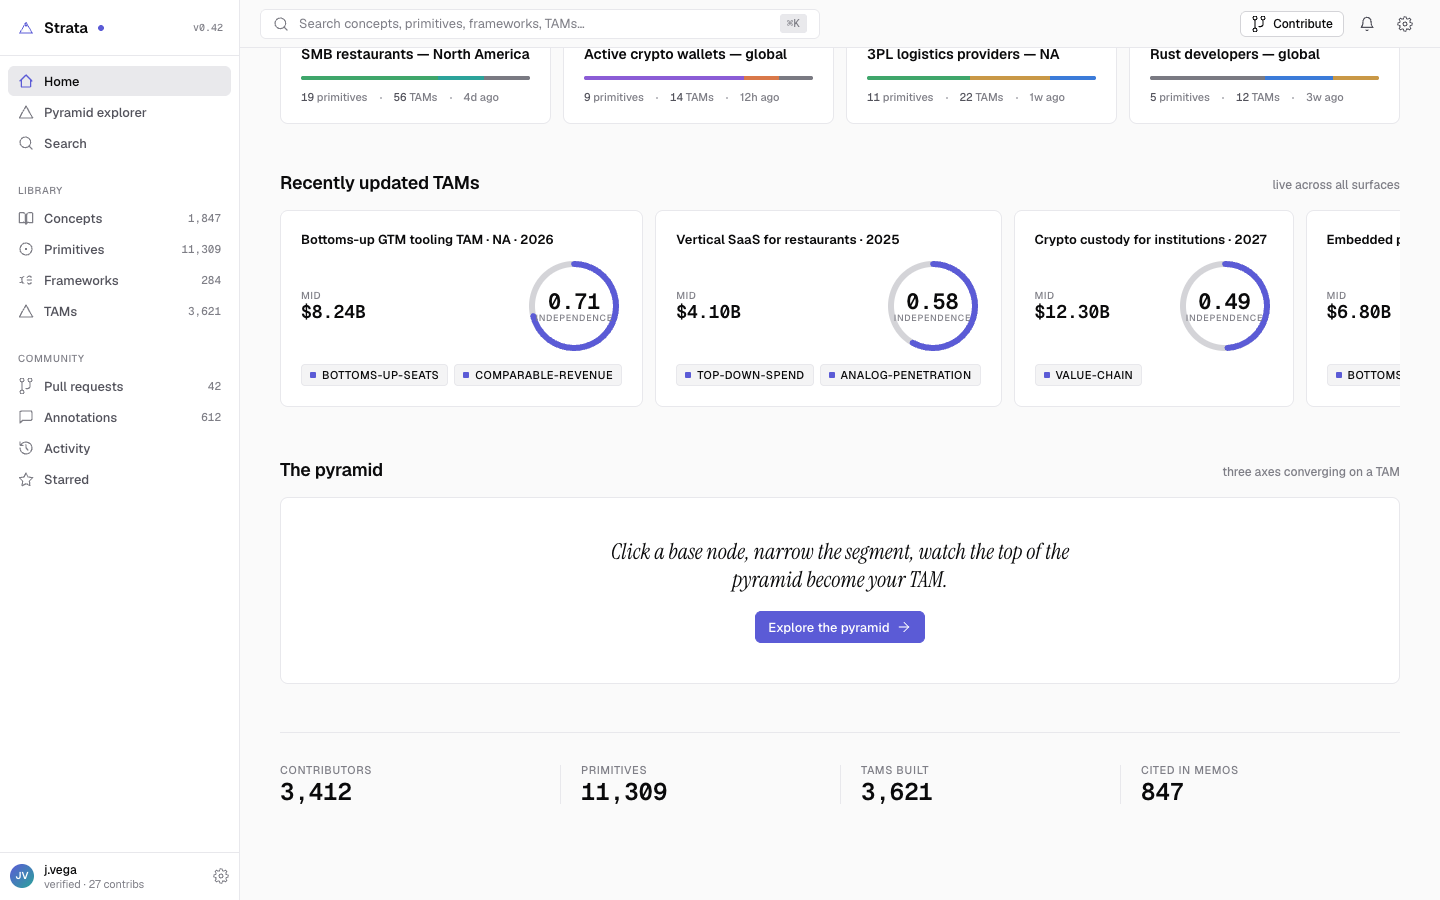 Strata
v0.42
Search concepts, primitives, frameworks, TAMs…
⌘K
Contribute
Home
Pyramid explorer
Search
LIBRARY
Concepts 1,847
Primitives 11,309
Frameworks 284
TAMs 3,621
COMMUNITY
Pull requests 42
Annotations 612
Activity
Starred
JV
j.vega
verified · 27 contribs
SMB restaurants — North America
19 primitives · 56 TAMs · 4d ago
Active crypto wallets — global
9 primitives · 14 TAMs · 12h ago
3PL logistics providers — NA
11 primitives · 22 TAMs · 1w ago
Rust developers — global
5 primitives · 12 TAMs · 3w ago
Recently updated TAMs
live across all surfaces
Bottoms-up GTM tooling TAM · NA · 2026
MID
$8.24B
0.71
INDEPENDENCE
BOTTOMS-UP-SEATS
COMPARABLE-REVENUE
Vertical SaaS for restaurants · 2025
MID
$4.10B
0.58
INDEPENDENCE
TOP-DOWN-SPEND
ANALOG-PENETRATION
Crypto custody for institutions · 2027
MID
$12.30B
0.49
INDEPENDENCE
VALUE-CHAIN
Embedded
MID
$6.80B
BOTTOMS
The pyramid
three axes converging on a TAM
Click a base node, narrow the segment, watch the top of the
pyramid become your TAM.
Explore the pyramid →
CONTRIBUTORS
3,412
PRIMITIVES
11,309
TAMS BUILT
3,621
CITED IN MEMOS
847